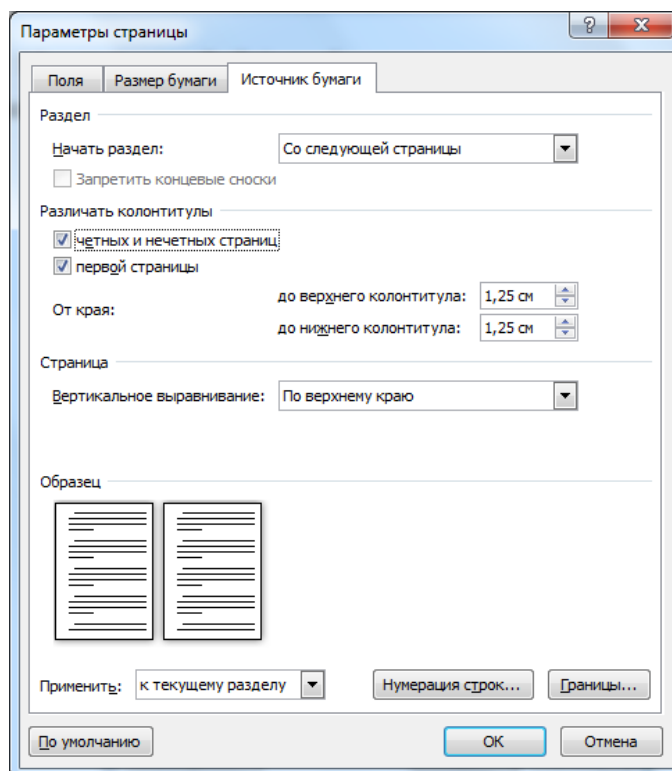 Параметры страницы
Поля Размер бумаги Источник бумаги
Раздел
Начать раздел: Со следующей страницы
Запретить концевые сноски
Различать колонтитулы
четных и нечетных страниц
первой страницы
От края:
до верхнего колонтитула: 1,25 см
до нижнего колонтитула: 1,25 см
Страница
Вертикальное выравнивание: По верхнему краю
Образец
Применить: к текущему разделу Нумерация строк... Границы...
По умолчанию ОК Отмена